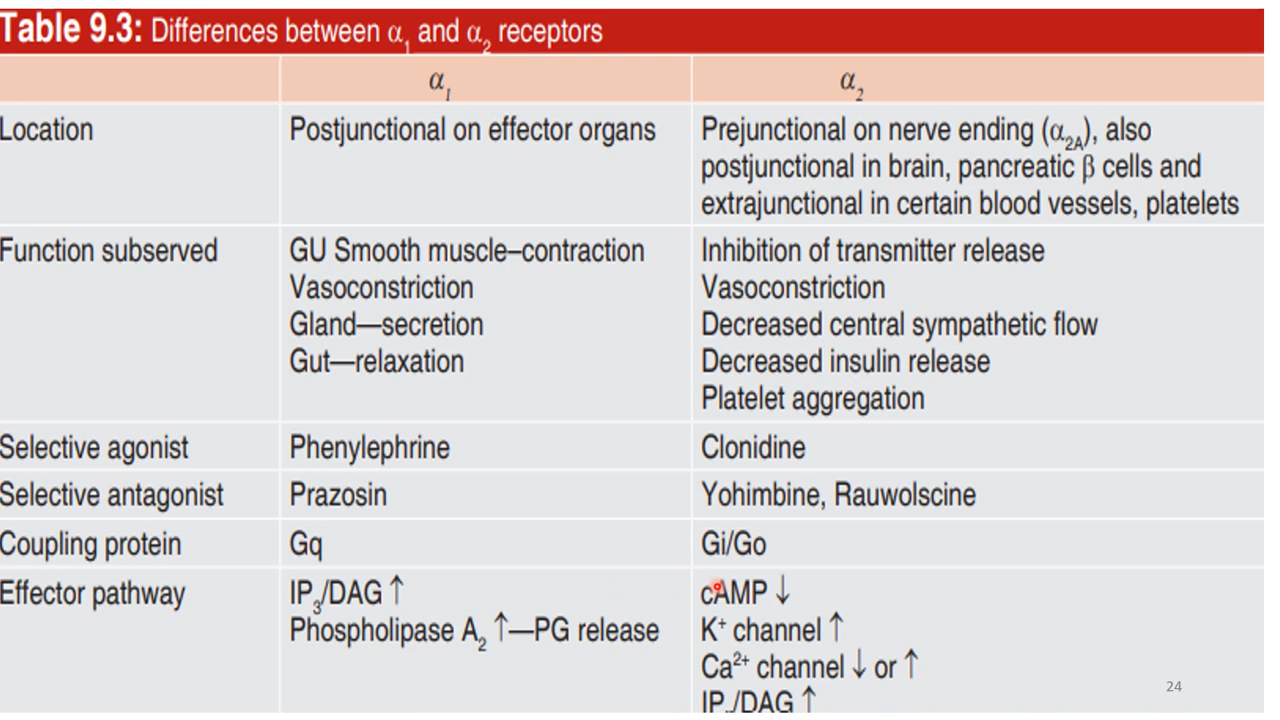 Table 9.3: Differences between α₁ and α₂ receptors
α₁ α₂
Location Postjunctional on effector organs Prejunctional on nerve ending (α₂A), also
postjunctional in brain, pancreatic β cells and
extrajunctional in certain blood vessels, platelets
Function subserved GU Smooth muscle–contraction Inhibition of transmitter release
Vasoconstriction Vasoconstriction
Gland—secretion Decreased central sympathetic flow
Gut—relaxation Decreased insulin release
Platelet aggregation
Selective agonist Phenylephrine Clonidine
Selective antagonist Prazosin Yohimbine, Rauwolscine
Coupling protein Gq Gi/Go
Effector pathway IP₃/DAG ↑ cAMP ↓
Phospholipase A₂ ↑—PG release K⁺ channel ↑
Ca²⁺ channel ↓ or ↑
IP₃/DAG ↑
24